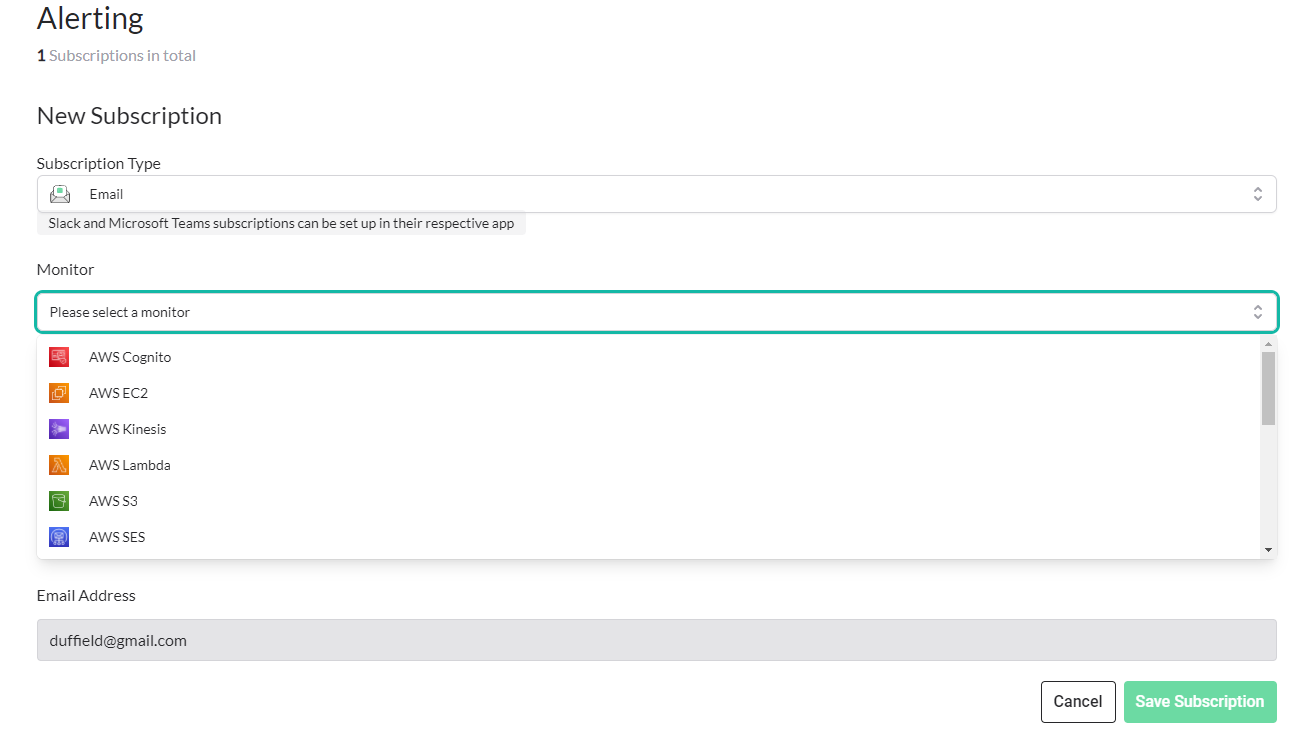 Alerting
1 Subscriptions in total
New Subscription
Subscription Type
Email
Slack and Microsoft Teams subscriptions can be set up in their respective app
Monitor
Please select a monitor
AWS Cognito
AWS EC2
AWS Kinesis
AWS Lambda
AWS S3
AWS SES
Email Address
duffield@gmail.com
Cancel Save Subscription